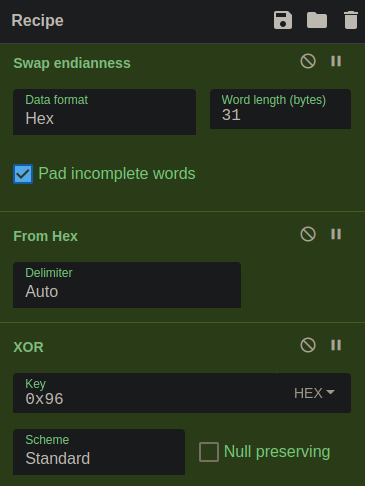 Recipe
Swap endianness
Data format
Hex
Word length (bytes)
31
Pad incomplete words
From Hex
Delimiter
Auto
XOR
Key
0x96
HEX
Scheme
Standard
Null preserving